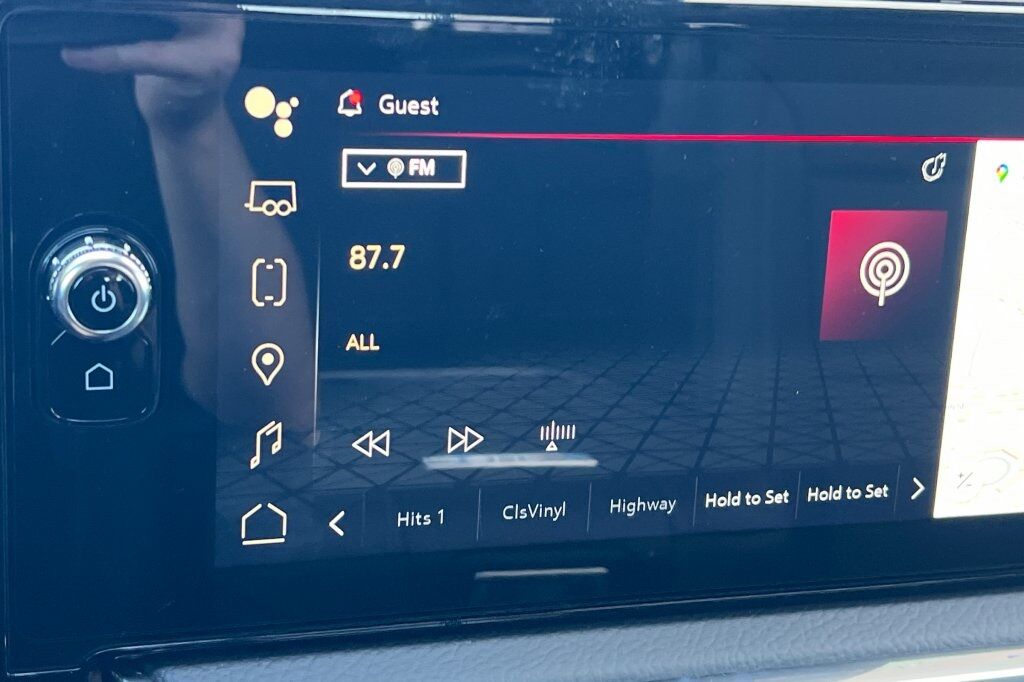 Guest
FM
87.7
ALL
Hits 1
ClsVinyl
Highway
Hold to Set
Hold to Set